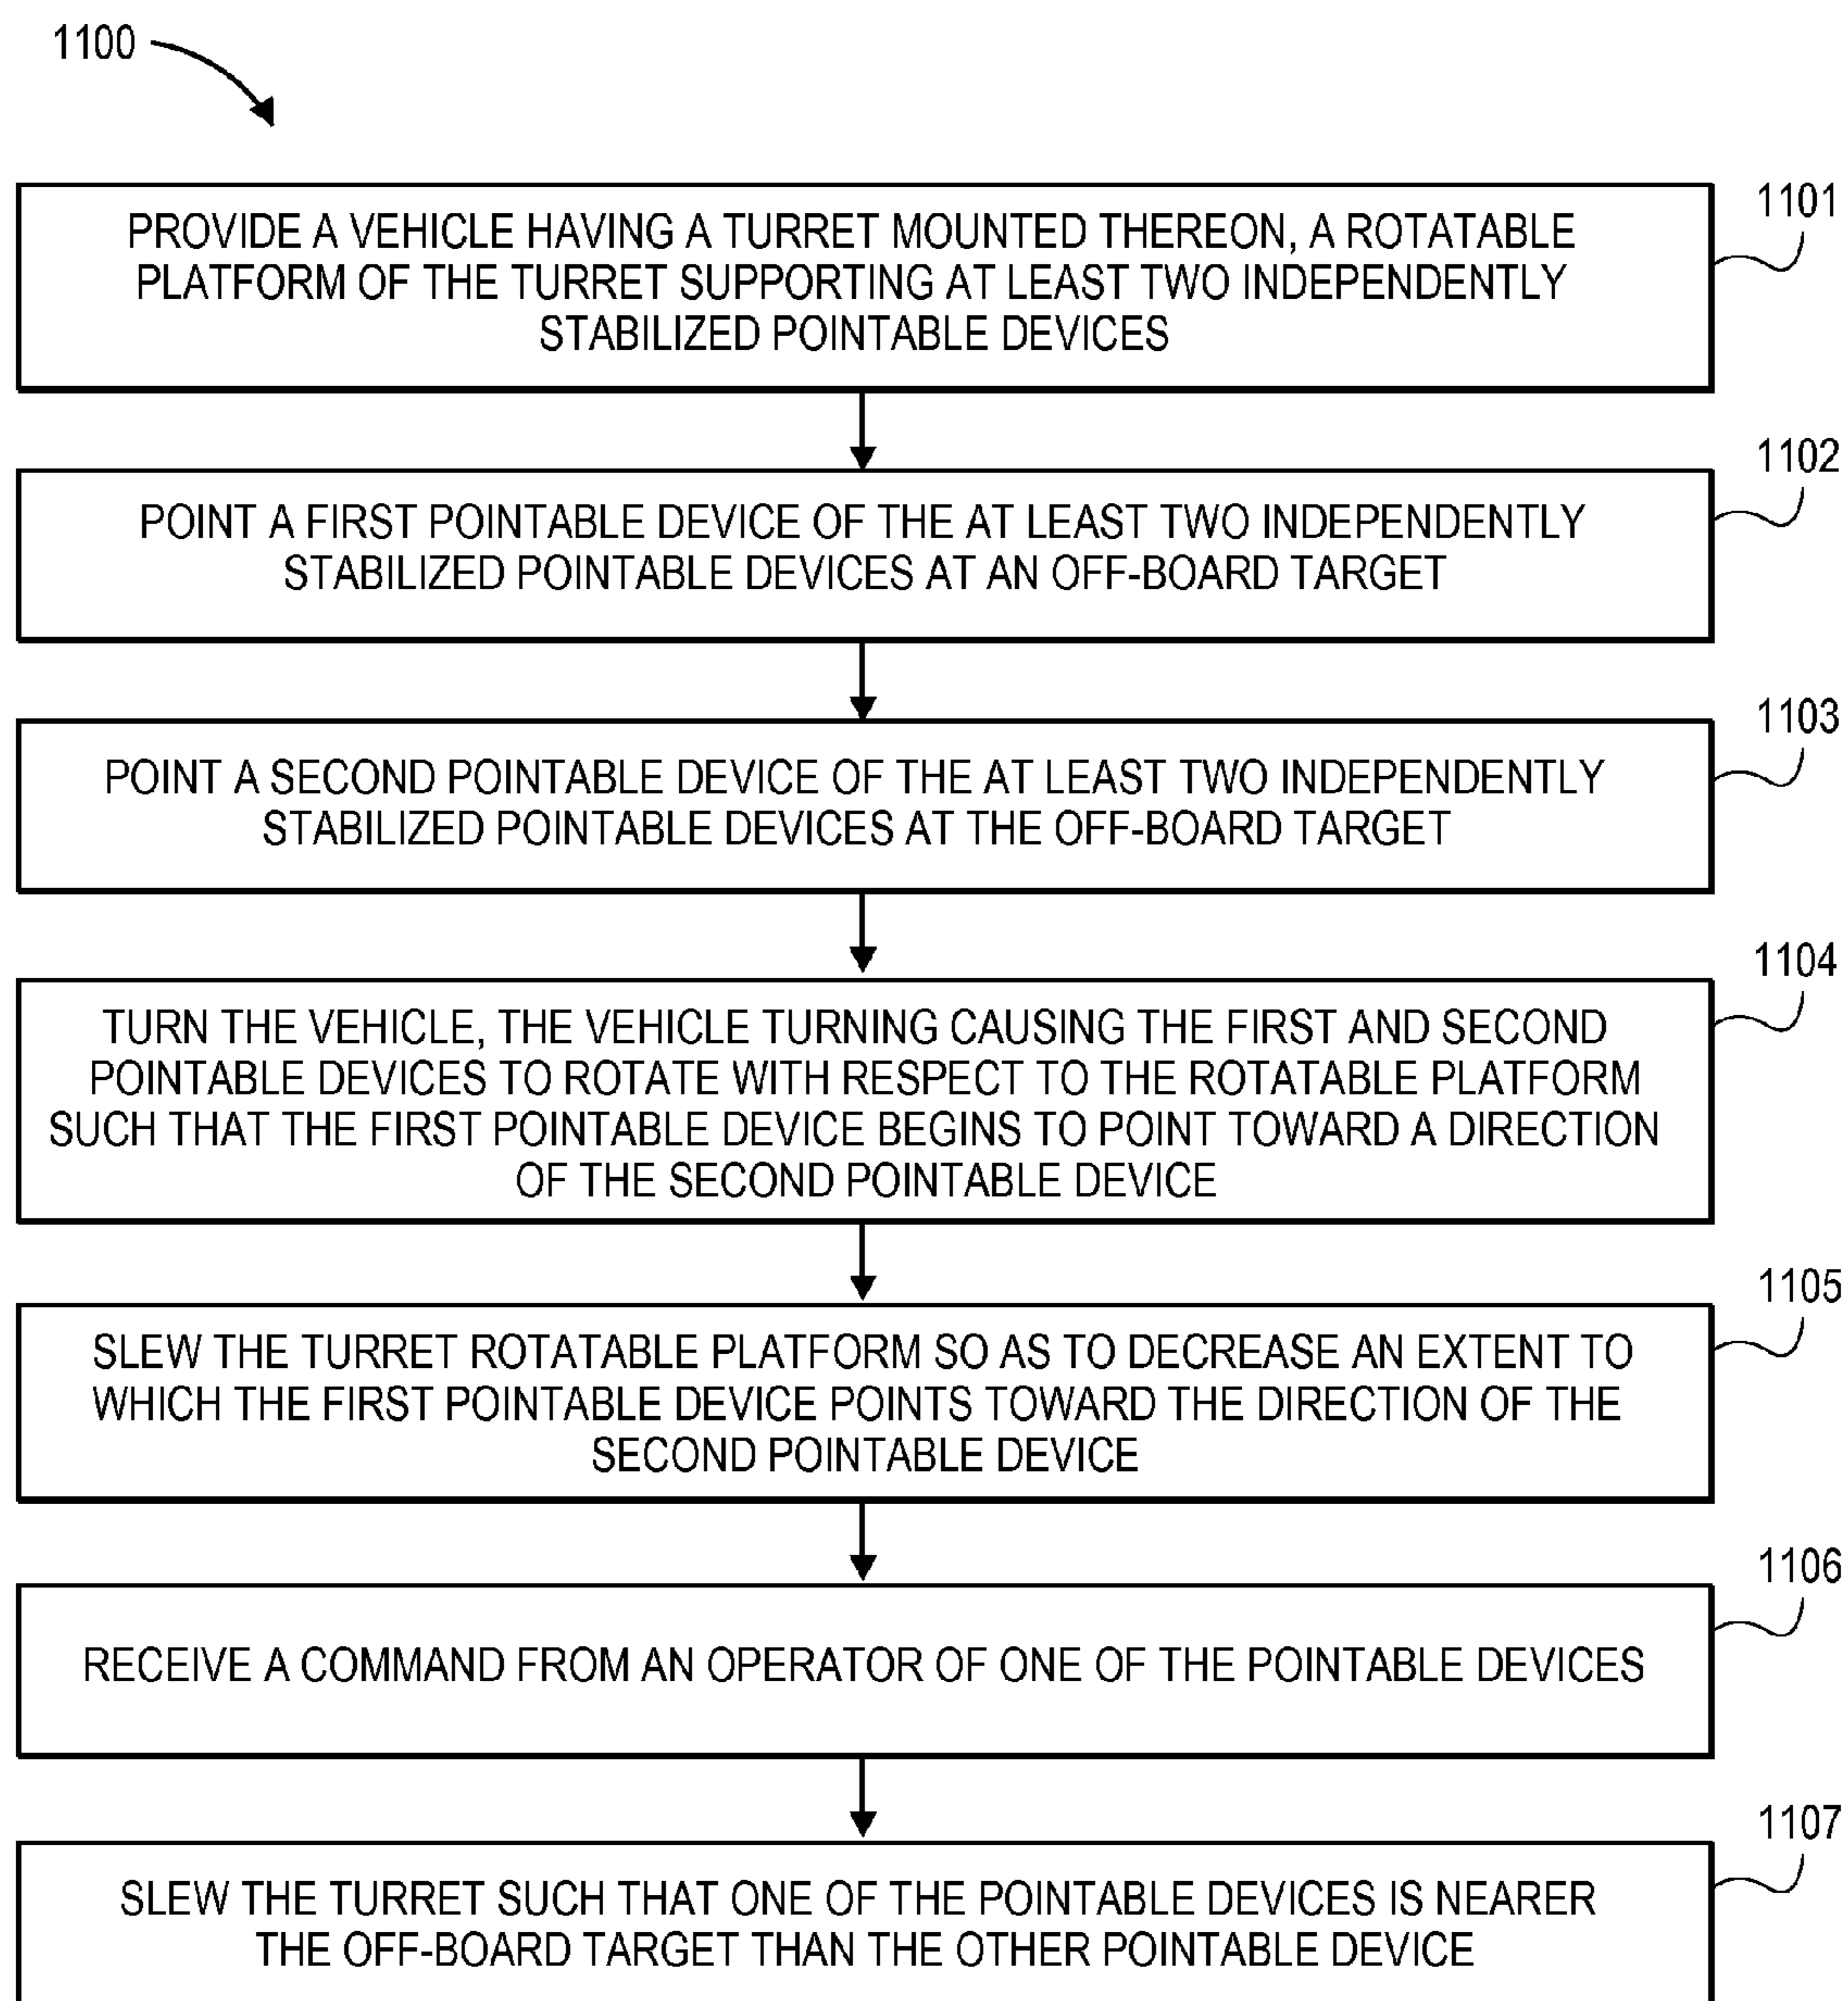 1100
1101
PROVIDE A VEHICLE HAVING A TURRET MOUNTED THEREON, A ROTATABLE
PLATFORM OF THE TURRET SUPPORTING AT LEAST TWO INDEPENDENTLY
STABILIZED POINTABLE DEVICES
1102
POINT A FIRST POINTABLE DEVICE OF THE AT LEAST TWO INDEPENDENTLY
STABILIZED POINTABLE DEVICES AT AN OFF-BOARD TARGET
1103
POINT A SECOND POINTABLE DEVICE OF THE AT LEAST TWO INDEPENDENTLY
STABILIZED POINTABLE DEVICES AT THE OFF-BOARD TARGET
1104
TURN THE VEHICLE, THE VEHICLE TURNING CAUSING THE FIRST AND SECOND
POINTABLE DEVICES TO ROTATE WITH RESPECT TO THE ROTATABLE PLATFORM
SUCH THAT THE FIRST POINTABLE DEVICE BEGINS TO POINT TOWARD A DIRECTION
OF THE SECOND POINTABLE DEVICE
1105
SLEW THE TURRET ROTATABLE PLATFORM SO AS TO DECREASE AN EXTENT TO
WHICH THE FIRST POINTABLE DEVICE POINTS TOWARD THE DIRECTION OF THE
SECOND POINTABLE DEVICE
1106
RECEIVE A COMMAND FROM AN OPERATOR OF ONE OF THE POINTABLE DEVICES
1107
SLEW THE TURRET SUCH THAT ONE OF THE POINTABLE DEVICES IS NEARER
THE OFF-BOARD TARGET THAN THE OTHER POINTABLE DEVICE